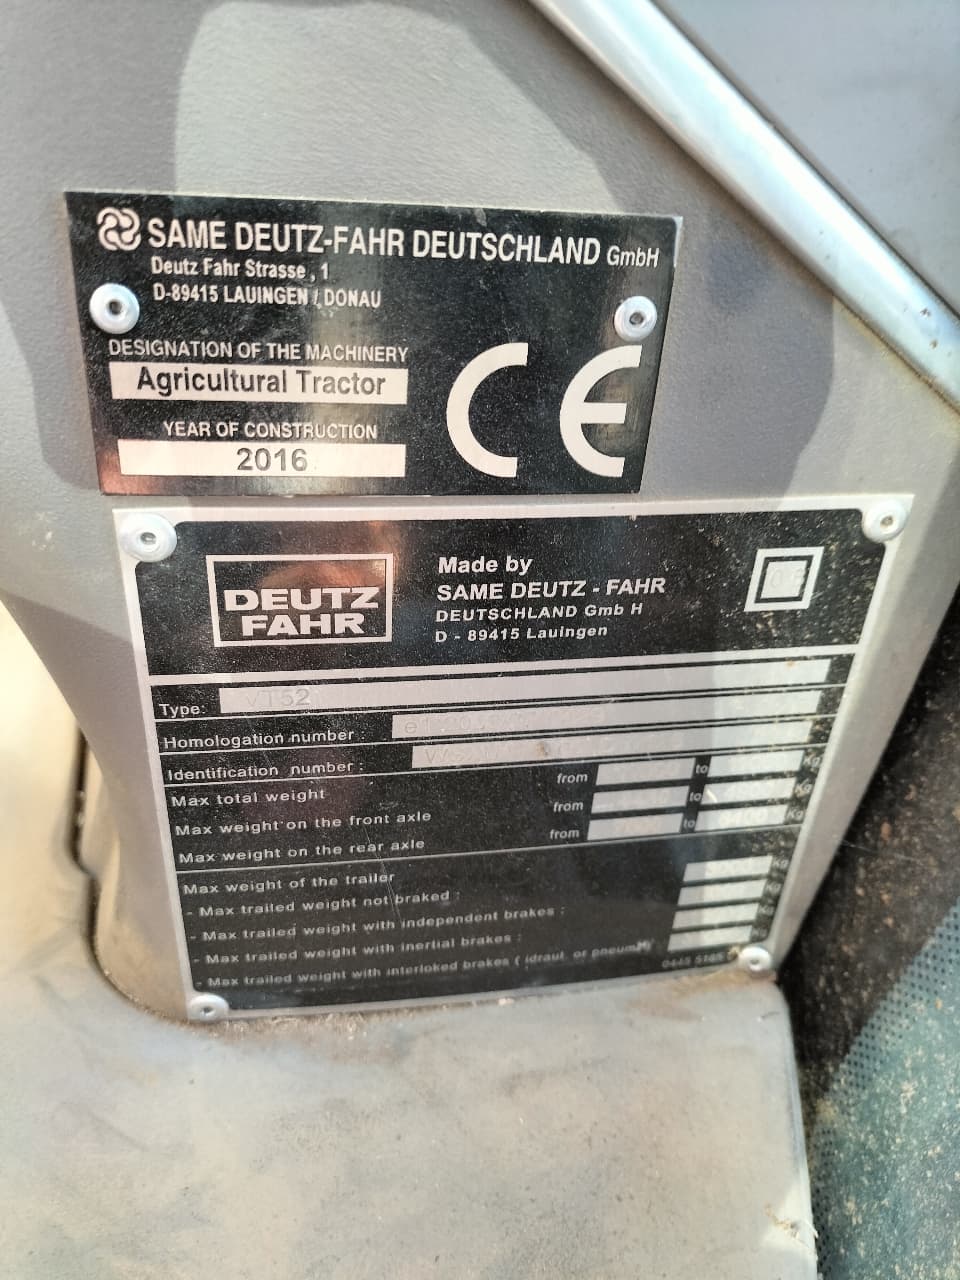 SAME DEUTZ-FAHR DEUTSCHLAND GmbH
Deutz Fahr Strasse , 1
D-89415 LAUINGEN / DONAU
DESIGNATION OF THE MACHINERY
Agricultural Tractor
YEAR OF CONSTRUCTION
2016
CE
DEUTZ
FAHR
Made by
SAME DEUTZ - FAHR
DEUTSCHLAND Gmb H
D - 89415 Lauingen
Type:
Homologation number :
Identification number :
Max total weight from to Kg
Max weight on the front axle from to Kg
Max weight on the rear axle from to Kg
Max weight of the trailer
- Max trailed weight not braked : Kg
- Max trailed weight with independent brakes : Kg
- Max trailed weight with inertial brakes : Kg
- Max trailed weight with interloked brakes ( idraul. or pneum.) Kg